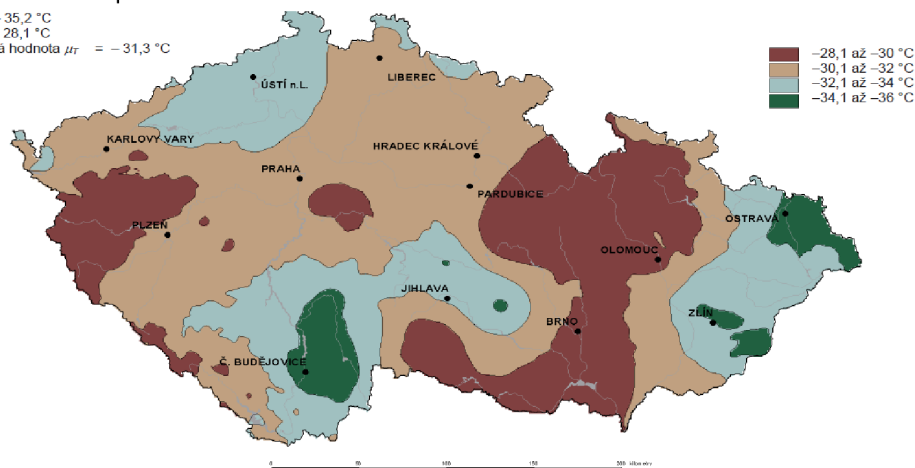 – 35,2 °C
28,1 °C
á hodnota μT = – 31,3 °C
–28,1 až –30 °C
–30,1 až –32 °C
–32,1 až –34 °C
–34,1 až –36 °C
LIBEREC
ÚSTÍ n.L.
KARLOVY VARY
HRADEC KRÁLOVÉ
PRAHA
PARDUBICE
PLZEŇ
OSTRAVA
OLOMOUC
JIHLAVA
ZLÍN
BRNO
Č. BUDĚJOVICE
0 50 100 150 200